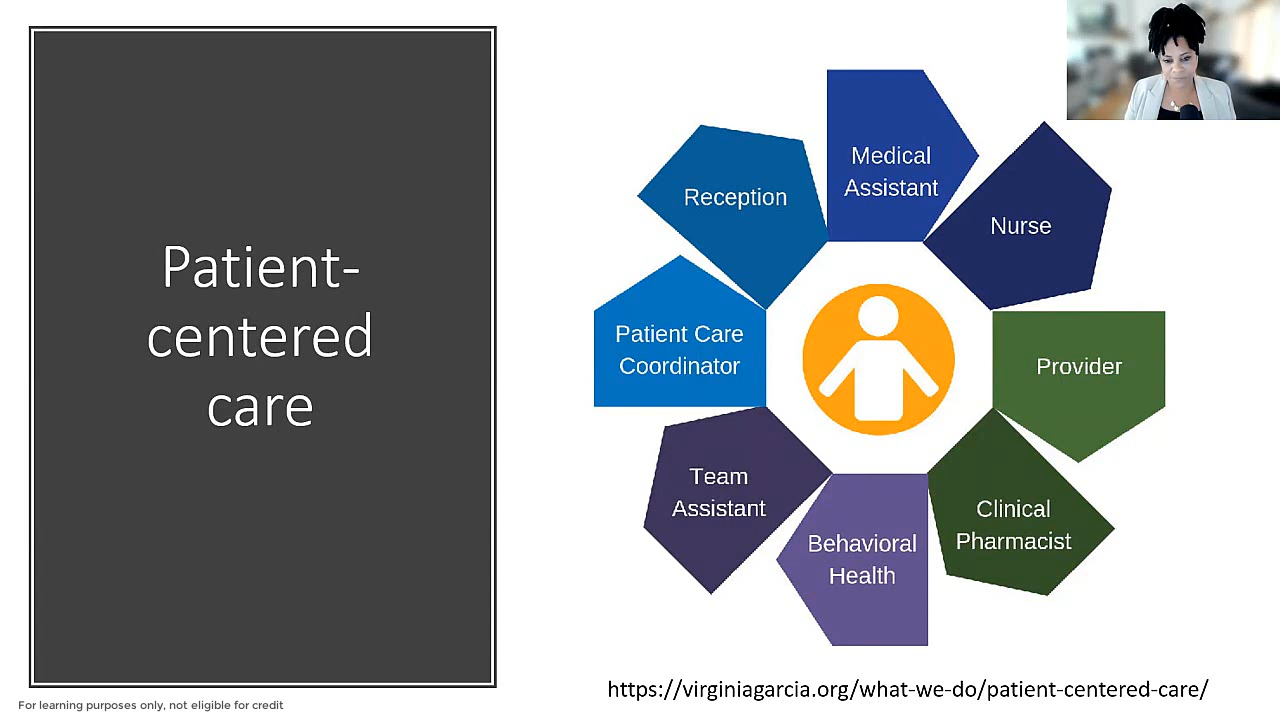 Patient-
centered
care
Medical
Assistant
Nurse
Provider
Clinical
Pharmacist
Behavioral
Health
Team
Assistant
Patient Care
Coordinator
Reception
https://virginiagarcia.org/what-we-do/patient-centered-care/
For learning purposes only, not eligible for credit